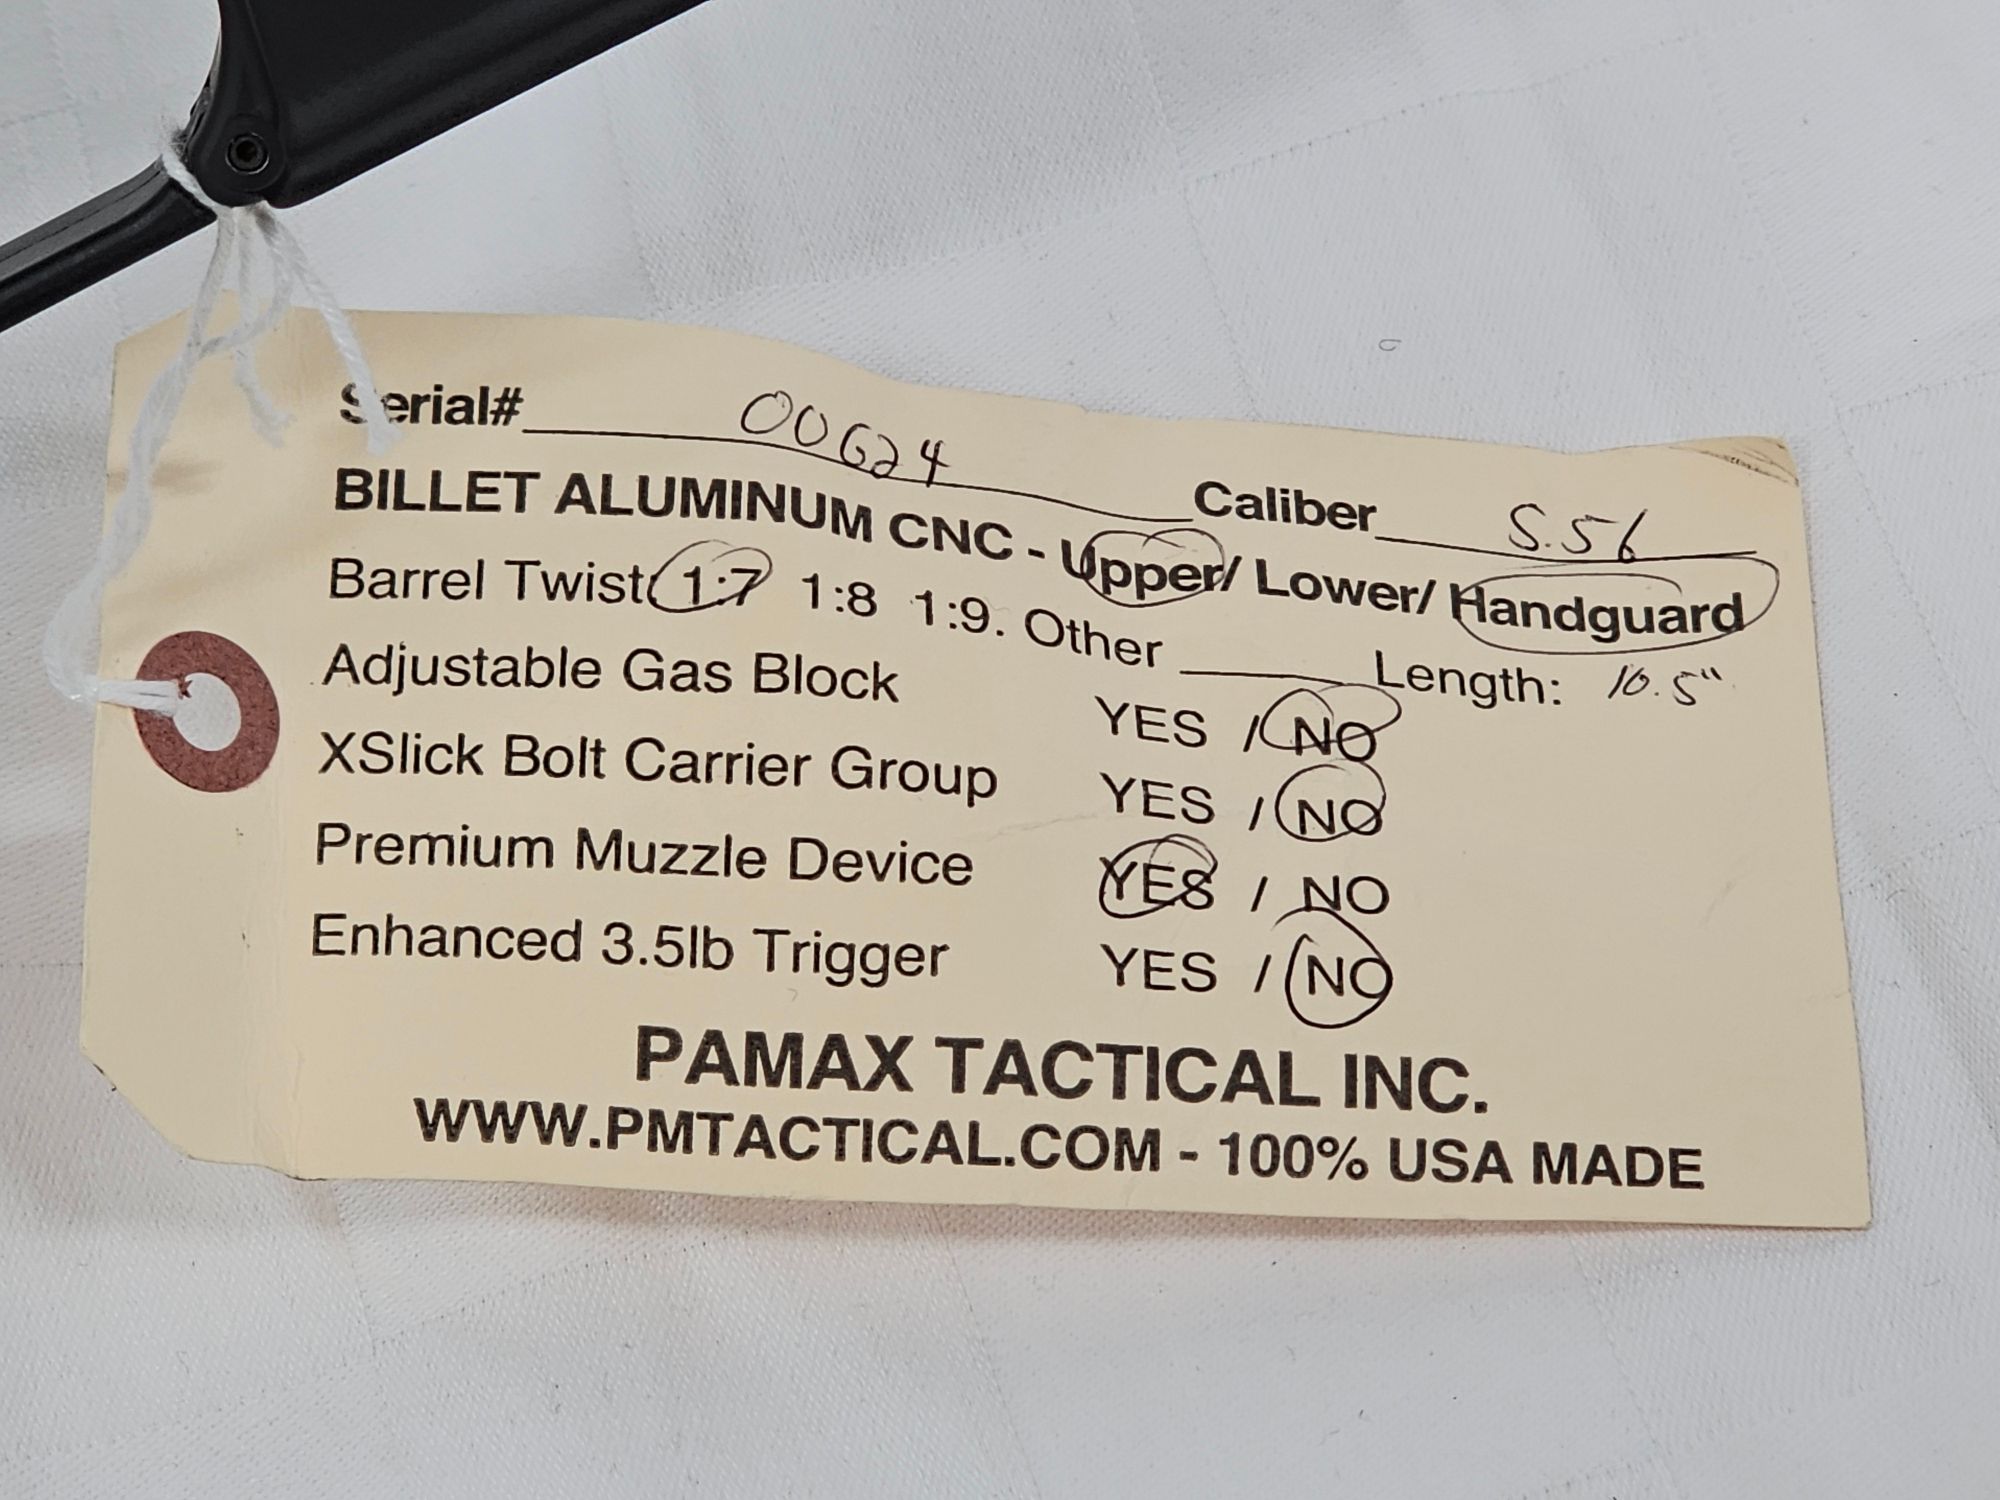 Serial# 00624 Caliber 5.56
BILLET ALUMINUM CNC - Upper/ Lower/ Handguard
Barrel Twist 1:7 1:8 1:9. Other ____ Length: 10.5"
Adjustable Gas Block YES / NO
XSlick Bolt Carrier Group YES / NO
Premium Muzzle Device YES / NO
Enhanced 3.5lb Trigger YES / NO
PAMAX TACTICAL INC.
WWW.PMTACTICAL.COM - 100% USA MADE